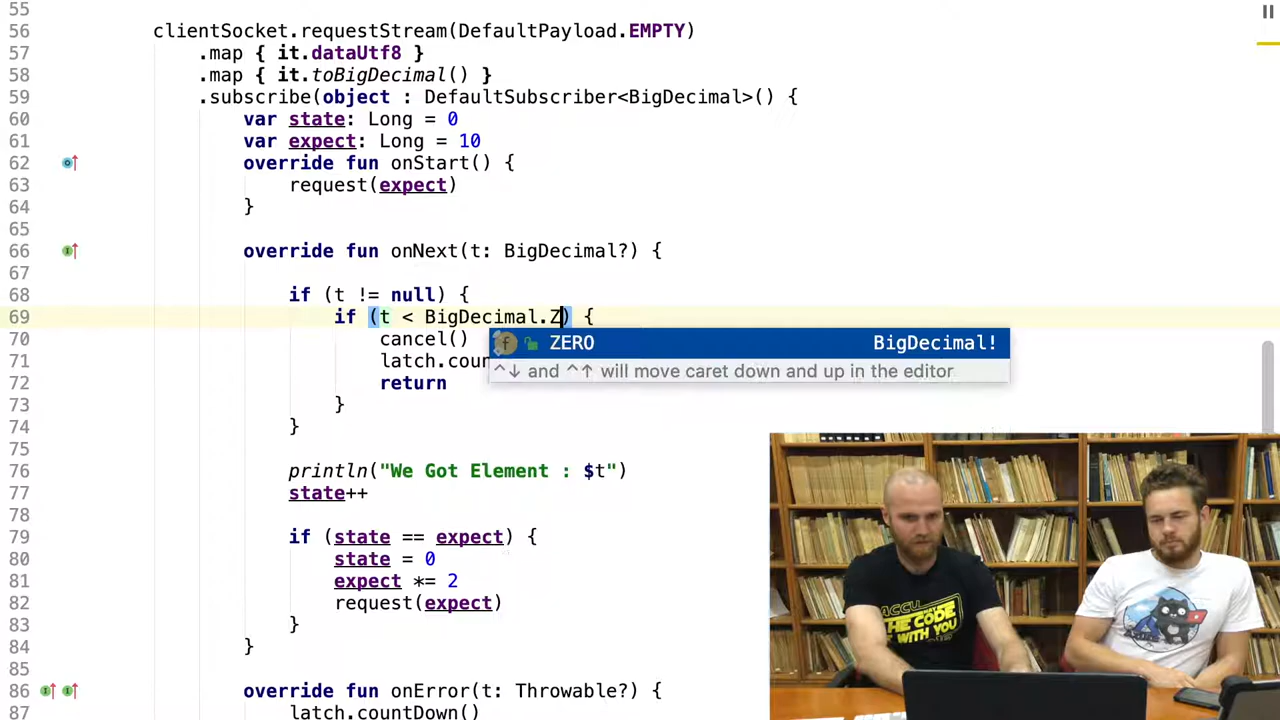 55
56 clientSocket.requestStream(DefaultPayload.EMPTY)
57 .map { it.dataUtf8 }
58 .map { it.toBigDecimal() }
59 .subscribe(object : DefaultSubscriber<BigDecimal>() {
60 var state: Long = 0
61 var expect: Long = 10
62 override fun onStart() {
63 request(expect)
64 }
65
66 override fun onNext(t: BigDecimal?) {
67
68 if (t != null) {
69 if (t < BigDecimal.Z) {
ZERO BigDecimal!
70 cancel()
71 latch.coun
^↓ and ^↑ will move caret down and up in the editor
72 return
73 }
74 }
75
76 println("We Got Element : $t")
77 state++
78
79 if (state == expect) {
80 state = 0
81 expect *= 2
82 request(expect)
83 }
84 }
85
86 override fun onError(t: Throwable?) {
87 latch.countDown()
ACCU
THE CODE
WITH YOU